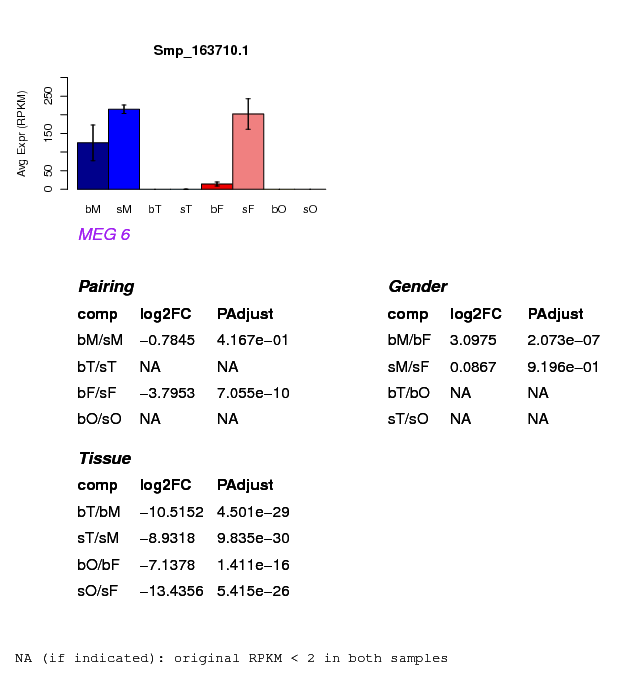 Smp_163710.1
Avg Expr (RPKM)
0 50 150 250
bM sM bT sT bF sF bO sO
MEG 6
Pairing
comp log2FC PAdjust
bM/sM −0.7845 4.167e−01
bT/sT NA NA
bF/sF −3.7953 7.055e−10
bO/sO NA NA
Gender
comp log2FC PAdjust
bM/bF 3.0975 2.073e−07
sM/sF 0.0867 9.196e−01
bT/bO NA NA
sT/sO NA NA
Tissue
comp log2FC PAdjust
bT/bM −10.5152 4.501e−29
sT/sM −8.9318 9.835e−30
bO/bF −7.1378 1.411e−16
sO/sF −13.4356 5.415e−26
NA (if indicated): original RPKM < 2 in both samples